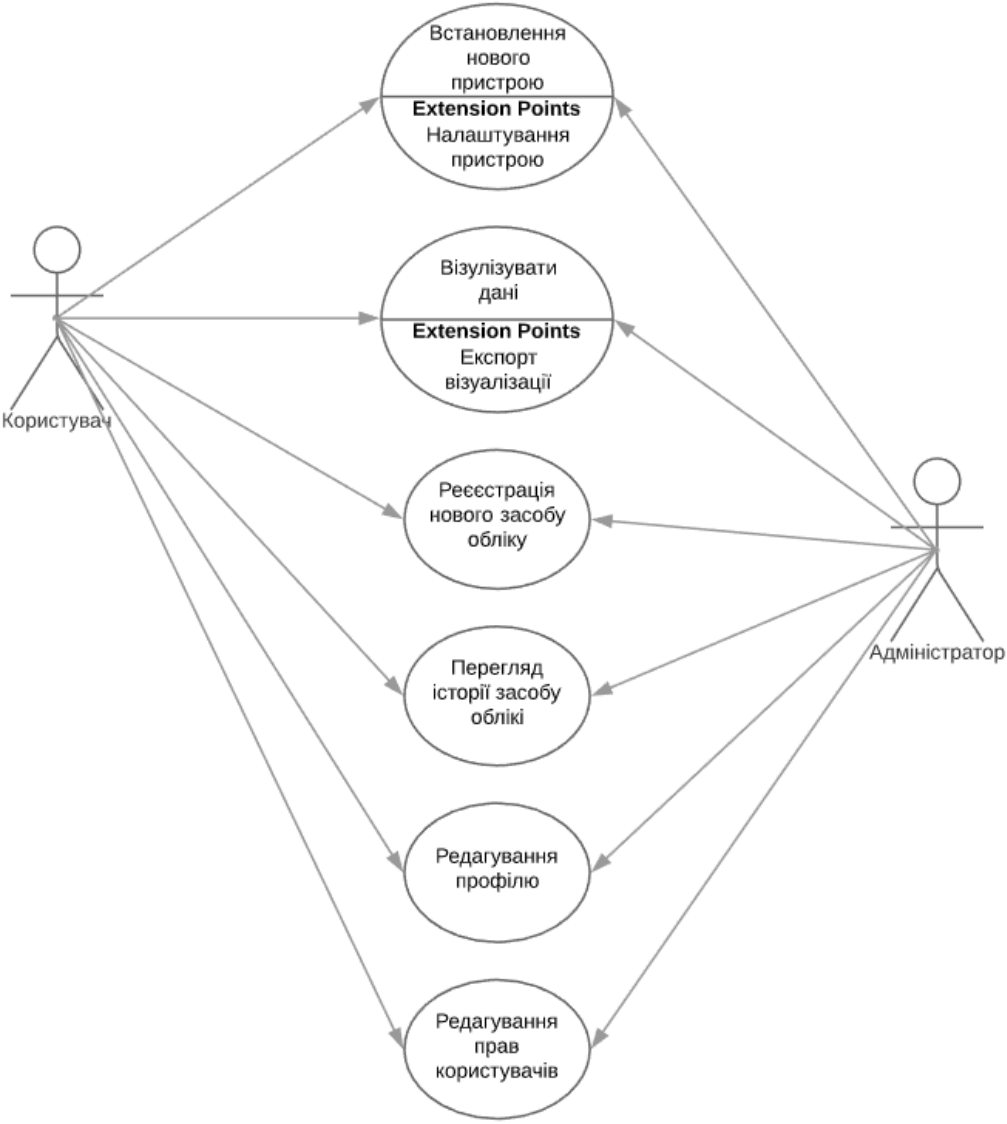 Встановлення
нового
пристрою
Extension Points
Налаштування
пристрою
Візулізувати
дані
Extension Points
Експорт
візуалізації
Користувач
Реєєстрація
нового засобу
обліку
Адміністратор
Перегляд
історії засобу
облікі
Редагування
профілю
Редагування
прав
користувачів